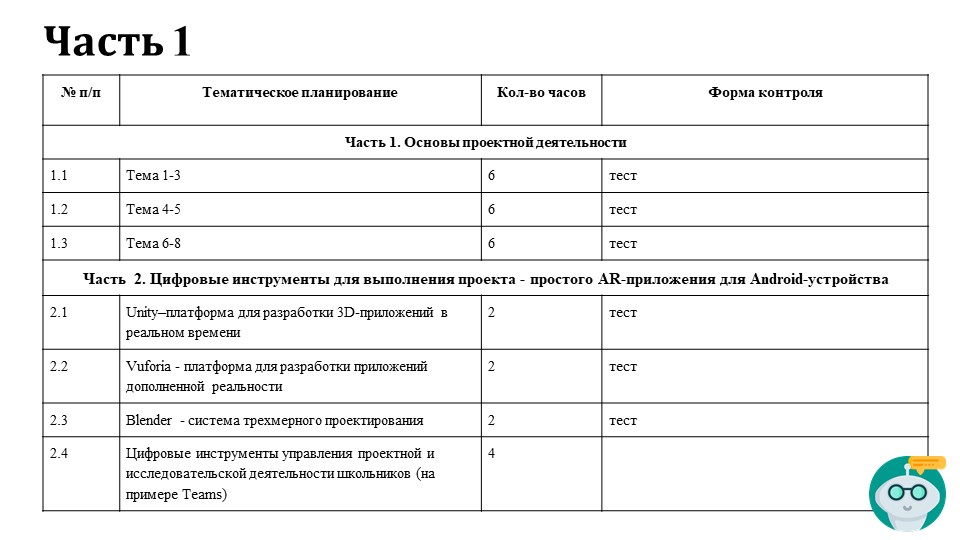 Часть 1
№ п/п Тематическое планирование Кол-во часов Форма контроля
Часть 1. Основы проектной деятельности
1.1 Тема 1-3 6 тест
1.2 Тема 4-5 6 тест
1.3 Тема 6-8 6 тест
Часть 2. Цифровые инструменты для выполнения проекта - простого AR-приложения для Android-устройства
2.1 Unity–платформа для разработки 3D-приложений в 2 тест
реальном времени
2.2 Vuforia - платформа для разработки приложений 2 тест
дополненной реальности
2.3 Blender - система трехмерного проектирования 2 тест
2.4 Цифровые инструменты управления проектной и 4
исследовательской деятельности школьников (на
примере Teams)